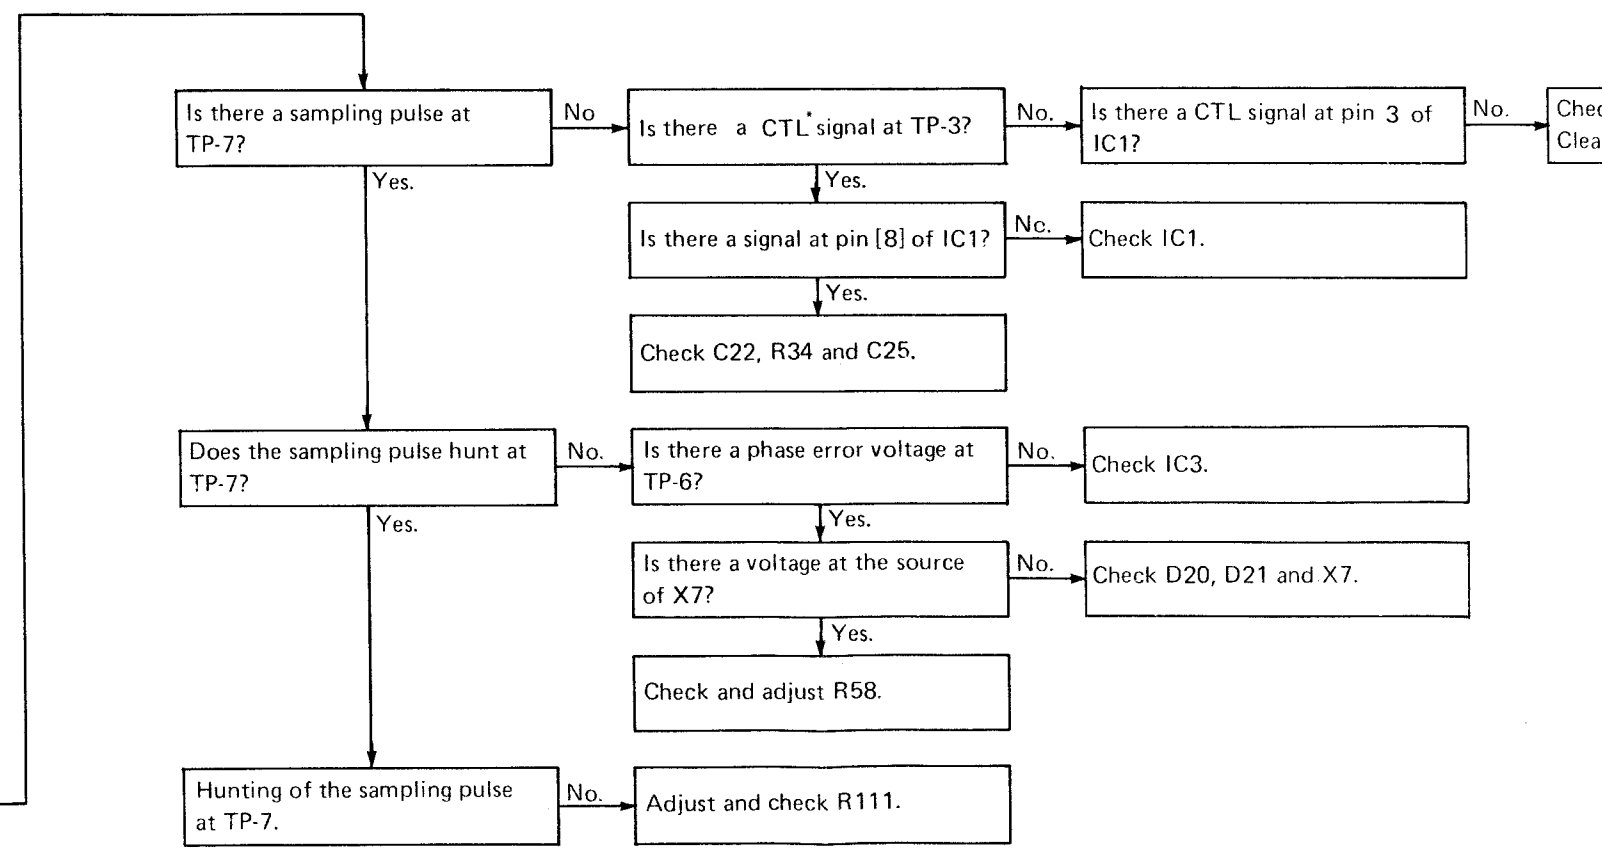 Is there a sampling pulse at
TP-7?
No
Is there a CTL* signal at TP-3?
No.
Is there a CTL signal at pin 3 of
IC1?
No.
Chec
Clea
Yes.
Yes.
Is there a signal at pin [8] of IC1?
Nc.
Check IC1.
Yes.
Check C22, R34 and C25.
Does the sampling pulse hunt at
TP-7?
No.
Is there a phase error voltage at
TP-6?
No.
Check IC3.
Yes.
Yes.
Is there a voltage at the source
of X7?
No.
Check D20, D21 and X7.
Yes.
Check and adjust R58.
Hunting of the sampling pulse
at TP-7.
No.
Adjust and check R111.